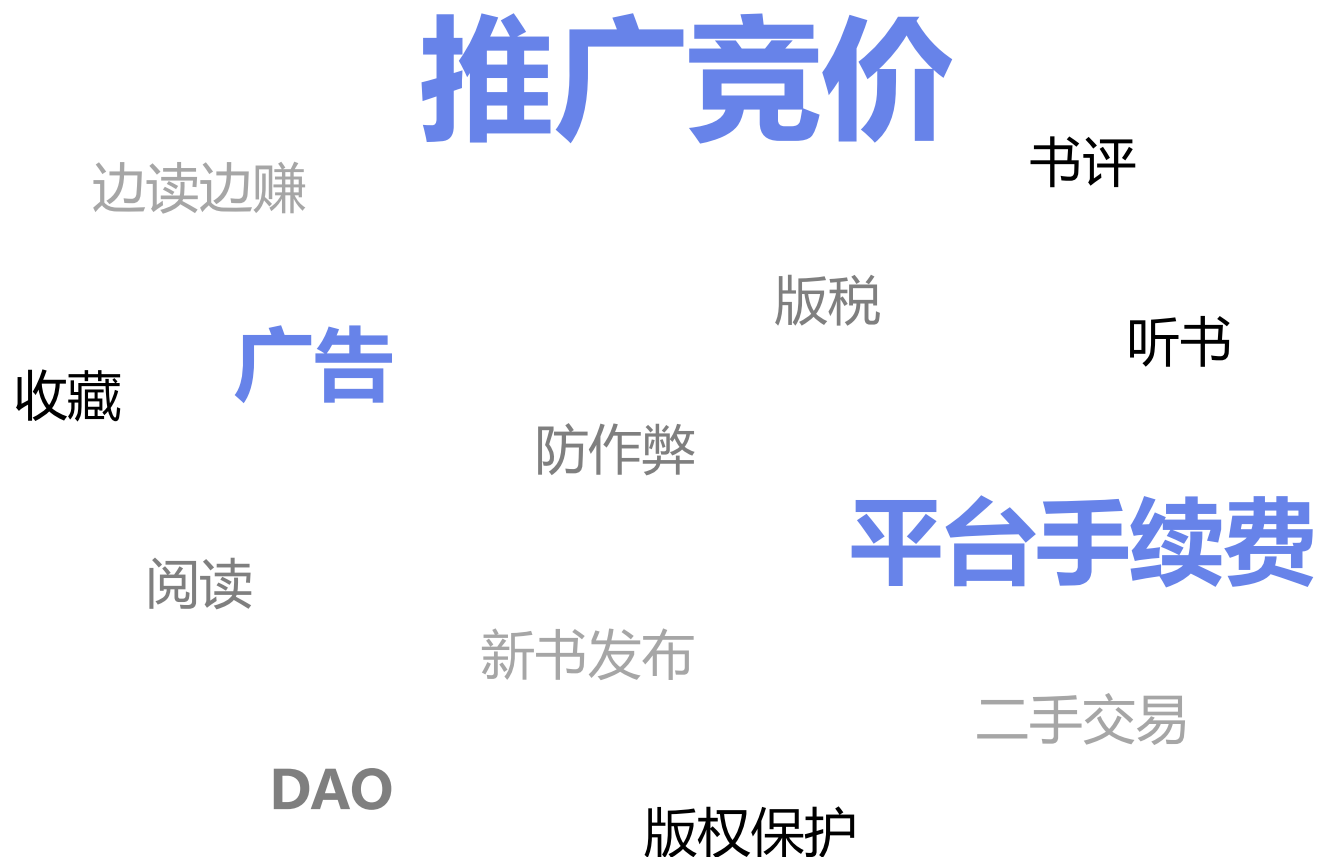 推广竞价
书评
边读边赚
版税
听书
广告
收藏
防作弊
平台手续费
阅读
新书发布
二手交易
DAO
版权保护